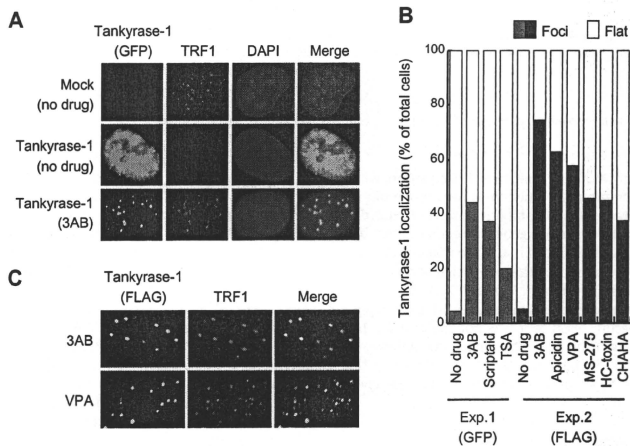 A
Tankyrase-1
(GFP) TRF1 DAPI Merge
Mock
(no drug)
Tankyrase-1
(no drug)
Tankyrase-1
(3AB)
C
Tankyrase-1
(FLAG) TRF1 Merge
3AB
VPA
B
Foci Flat
Tankyrase-1 localization (% of total cells)
100
80
60
40
20
0
No drug
3AB
Scriptaid
TSA
No drug
3AB
Apicidin
VPA
MS-275
HC-toxin
CHAHA
Exp.1
(GFP)
Exp.2
(FLAG)